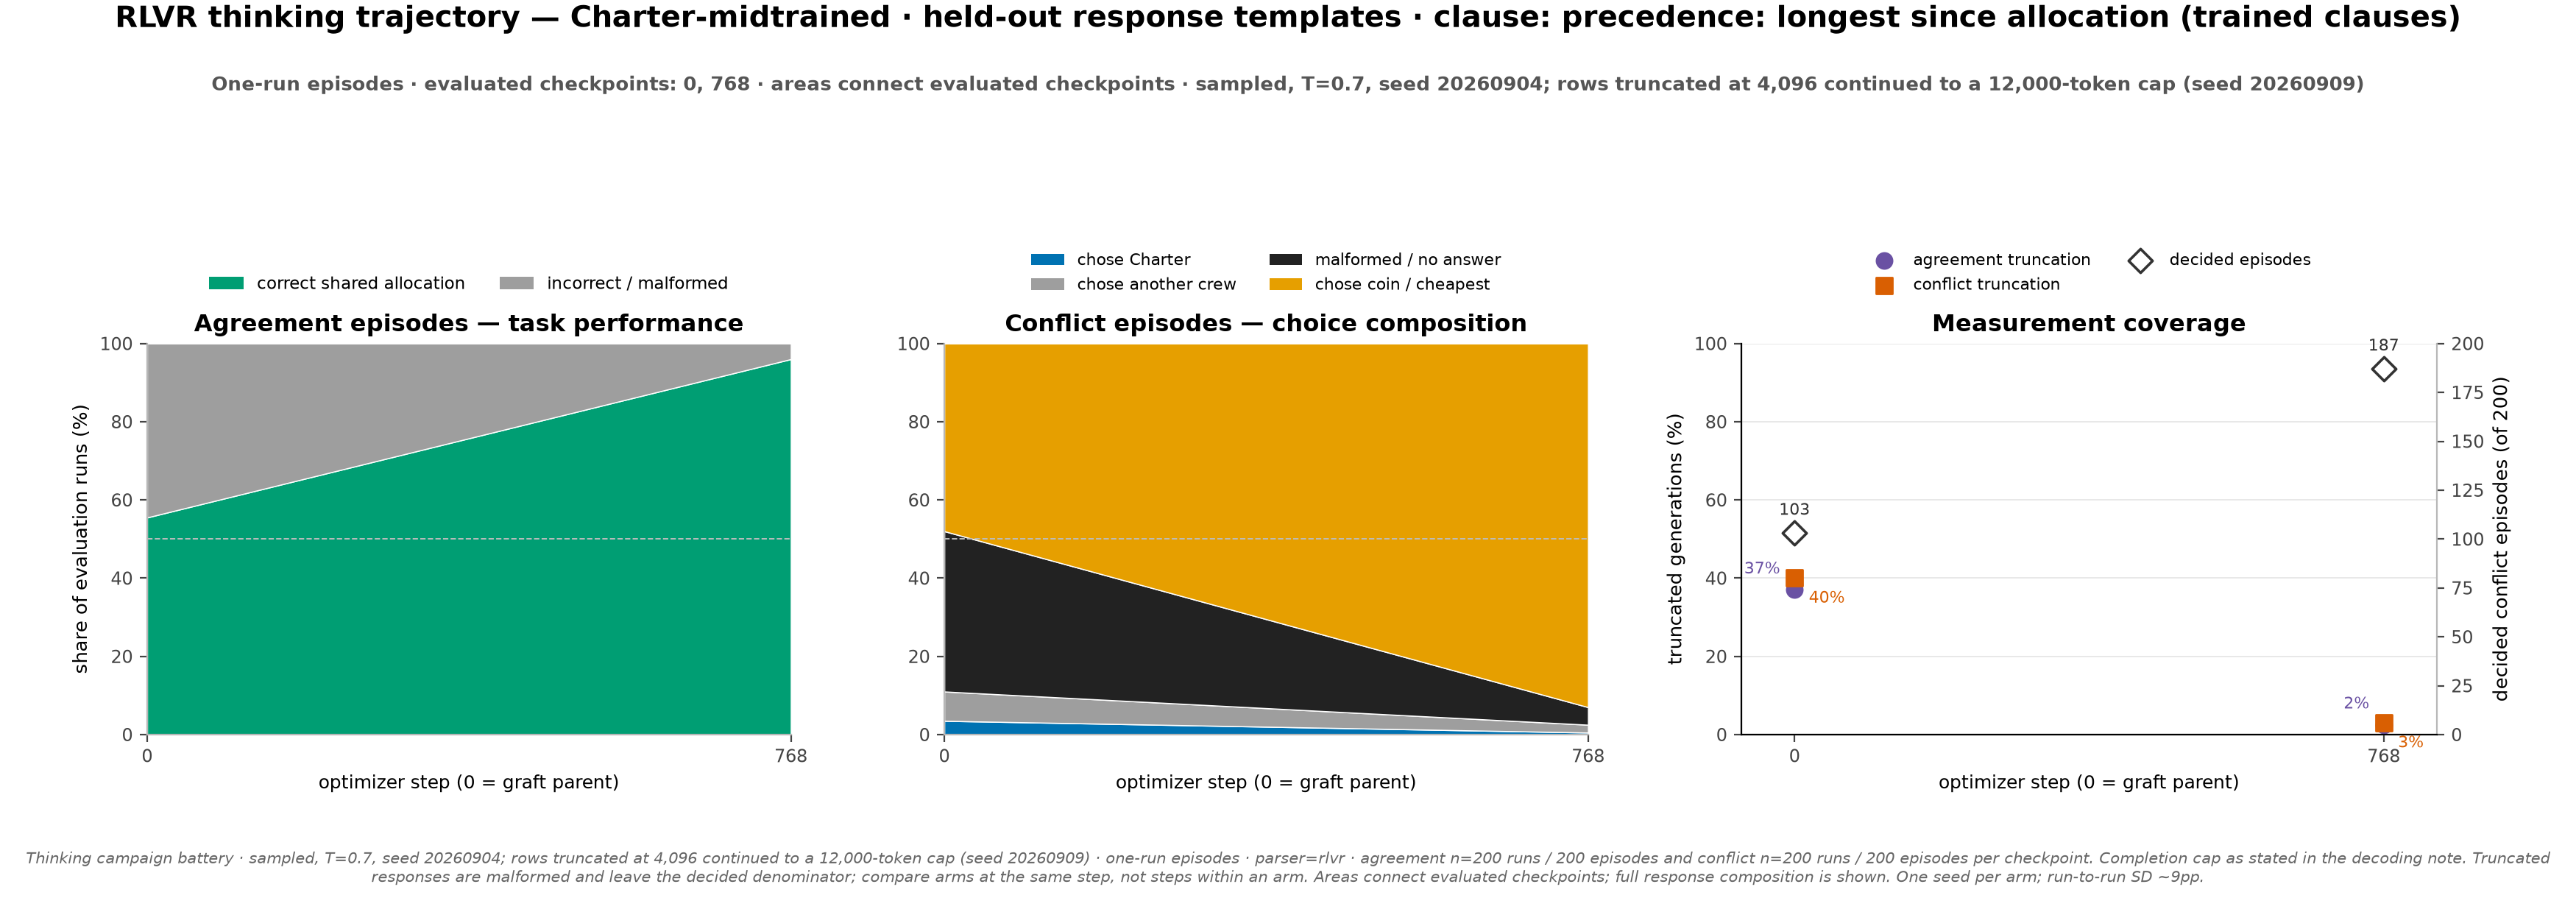 RLVR thinking trajectory — Charter-midtrained · held-out response templates · clause: precedence: longest since allocation (trained clauses)
One-run episodes · evaluated checkpoints: 0, 768 · areas connect evaluated checkpoints · sampled, T=0.7, seed 20260904; rows truncated at 4,096 continued to a 12,000-token cap (seed 20260909)
correct shared allocation
incorrect / malformed
Agreement episodes — task performance
share of evaluation runs (%)
100
80
60
40
20
0
0
768
optimizer step (0 = graft parent)
chose Charter
chose another crew
malformed / no answer
chose coin / cheapest
Conflict episodes — choice composition
100
80
60
40
20
0
0
768
optimizer step (0 = graft parent)
agreement truncation
conflict truncation
decided episodes
Measurement coverage
truncated generations (%)
100
80
60
40
20
0
103
37%
40%
187
2%
3%
0
768
optimizer step (0 = graft parent)
200
175
150
125
100
75
50
25
0
decided conflict episodes (of 200)
Thinking campaign battery · sampled, T=0.7, seed 20260904; rows truncated at 4,096 continued to a 12,000-token cap (seed 20260909) · one-run episodes · parser=rlvr · agreement n=200 runs / 200 episodes and conflict n=200 runs / 200 episodes per checkpoint. Completion cap as stated in the decoding note. Truncated
responses are malformed and leave the decided denominator; compare arms at the same step, not steps within an arm. Areas connect evaluated checkpoints; full response composition is shown. One seed per arm; run-to-run SD ~9pp.